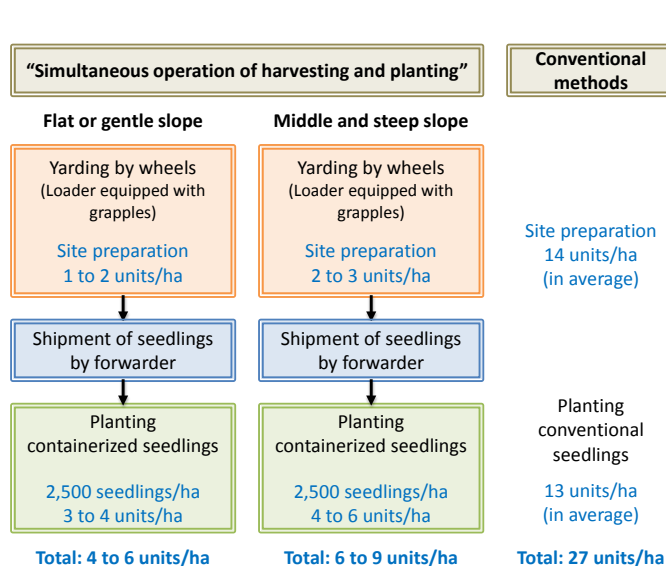 “Simultaneous operation of harvesting and planting”
Conventional
methods
Flat or gentle slope
Yarding by wheels
(Loader equipped with
grapples)
Site preparation
1 to 2 units/ha
Shipment of seedlings
by forwarder
Planting
containerized seedlings
2,500 seedlings/ha
3 to 4 units/ha
Total: 4 to 6 units/ha
Middle and steep slope
Yarding by wheels
(Loader equipped with
grapples)
Site preparation
2 to 3 units/ha
Shipment of seedlings
by forwarder
Planting
containerized seedlings
2,500 seedlings/ha
4 to 6 units/ha
Total: 6 to 9 units/ha
Site preparation
14 units/ha
(in average)
Planting
conventional
seedlings
13 units/ha
(in average)
Total: 27 units/ha